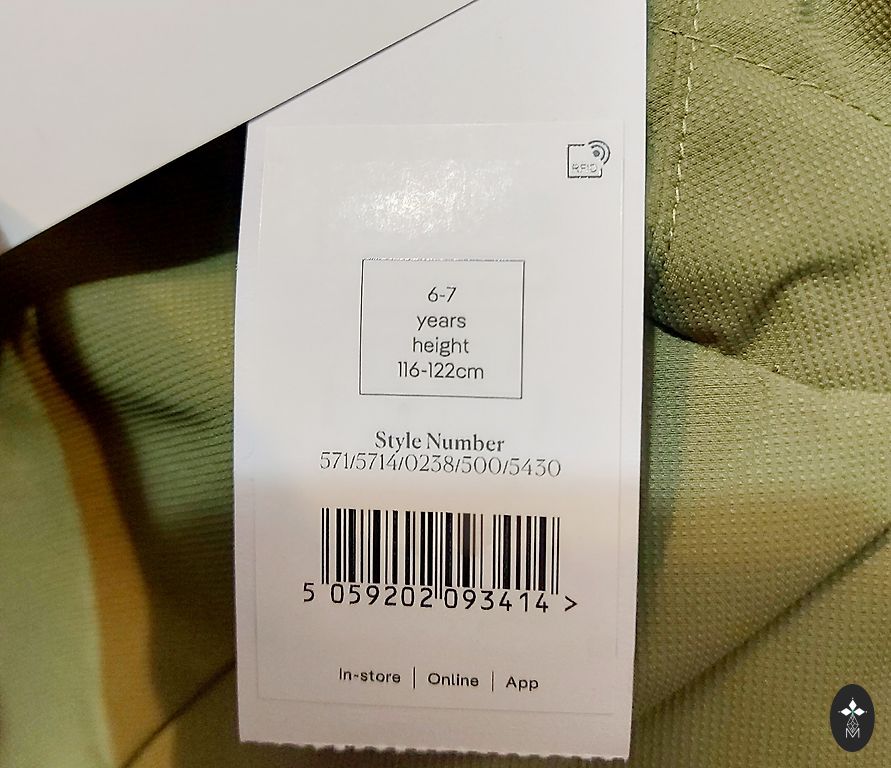 RFID
6-7
years
height
116-122cm
Style Number
571/5714/0238/500/5430
5 059202 093414 >
In-store | Online | App
M